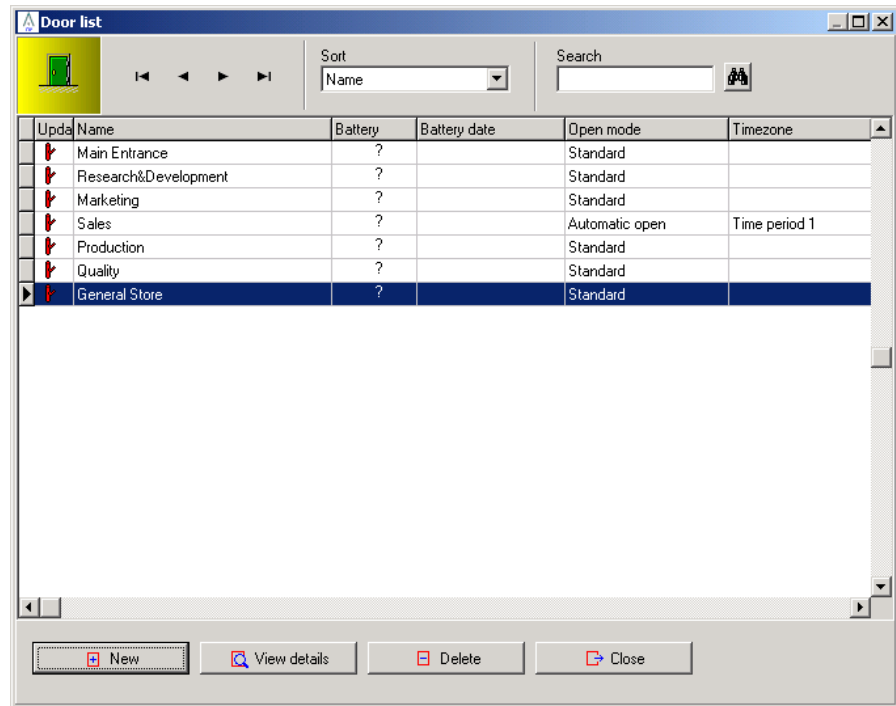 Door list
Sort
Search
Name
Upda Name Battery Battery date Open mode Timezone
Main Entrance ? Standard
Research&Development ? Standard
Marketing ? Standard
Sales ? Automatic open Time period 1
Production ? Standard
Quality ? Standard
General Store ? Standard
New View details Delete Close